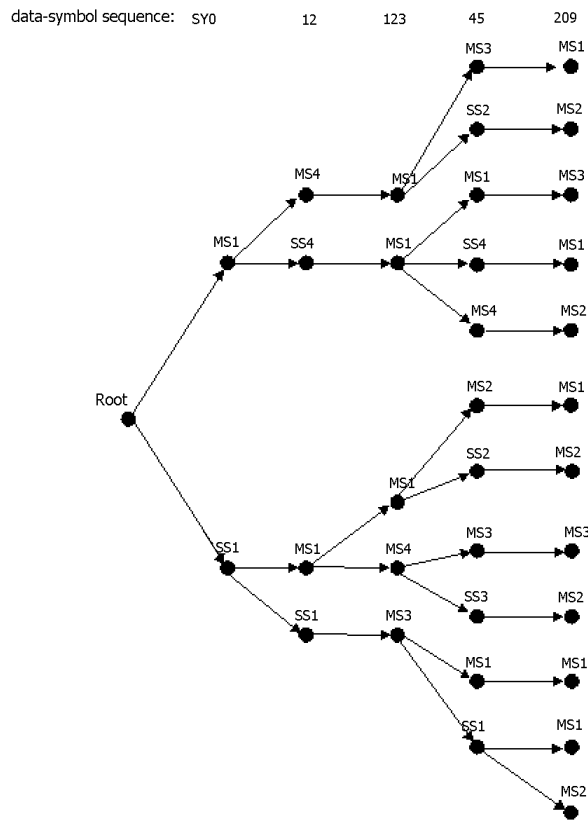 data-symbol sequence: SY0 12 123 45 209
MS3 MS1
SS2 MS2
MS4 MS1 MS1 MS3
MS1 SS4 MS1 SS4 MS1
MS4 MS2
Root
MS2 MS1
MS1 SS2 MS2
SS1 MS1 MS4 MS3 MS3
SS3 MS2
SS1 MS3 MS1 MS1
SS1 MS1
MS2